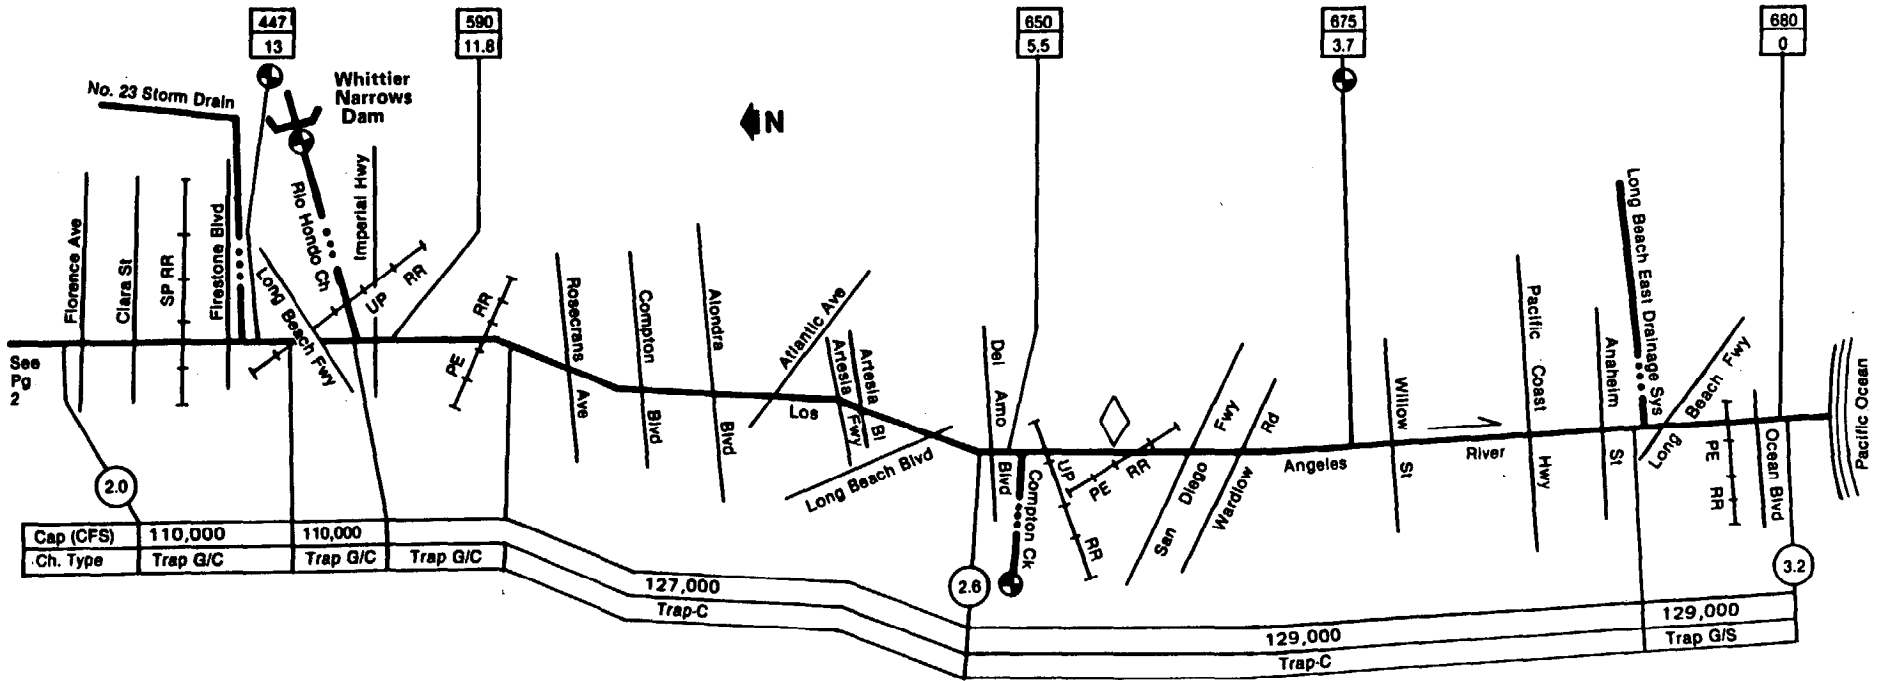 447
13
590
11.8
650
5.5
675
3.7
680
0
No. 23 Storm Drain
Whittier
Narrows
Dam
N
Florence Ave
Clara St
SP RR
Firestone Blvd
Long Beach Fwy
Rio Hondo Ch
Imperial Hwy
UP RR
PE RR
Rosecrans Ave
Compton Blvd
Alondra Blvd
Atlantic Ave
Artesia Fwy
Artesia Bl
Long Beach Blvd
Del Amo Blvd
Compton Ck
UP RR
PE RR
San Diego Fwy
Wardlow Rd
Willow St
Pacific Coast Hwy
Anaheim St
Long Beach East Drainage Sys
Long Beach Fwy
PE RR
Ocean Blvd
Pacific Ocean
See
Pg
2
Los Angeles River
2.0
2.6
3.2
Cap (CFS) 110,000 110,000 127,000 129,000 129,000
Ch. Type Trap G/C Trap G/C Trap G/C Trap-C Trap-C Trap G/S